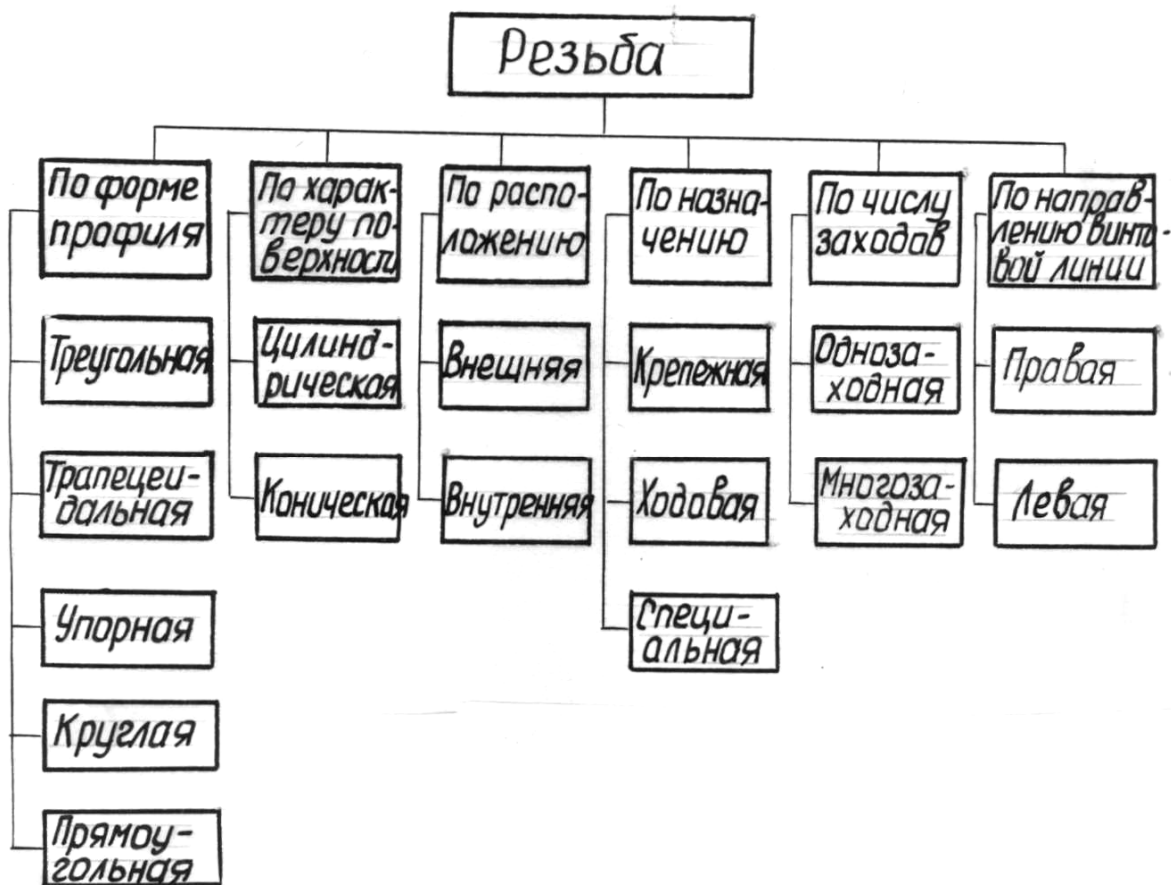 Резьба
По форме
профиля
Треугольная
Трапецеи-
дальная
Упорная
Круглая
Прямоу-
гольная
По харак-
теру по-
верхности
Цилинд-
рическая
Коническая
По распо-
ложению
Внешняя
Внутренняя
По назна-
чению
Крепежная
Ходовая
Специ-
альная
По числу
заходов
Однoза-
ходная
Многоза-
ходная
По направ-
лению винто-
вой линии
Правая
Левая